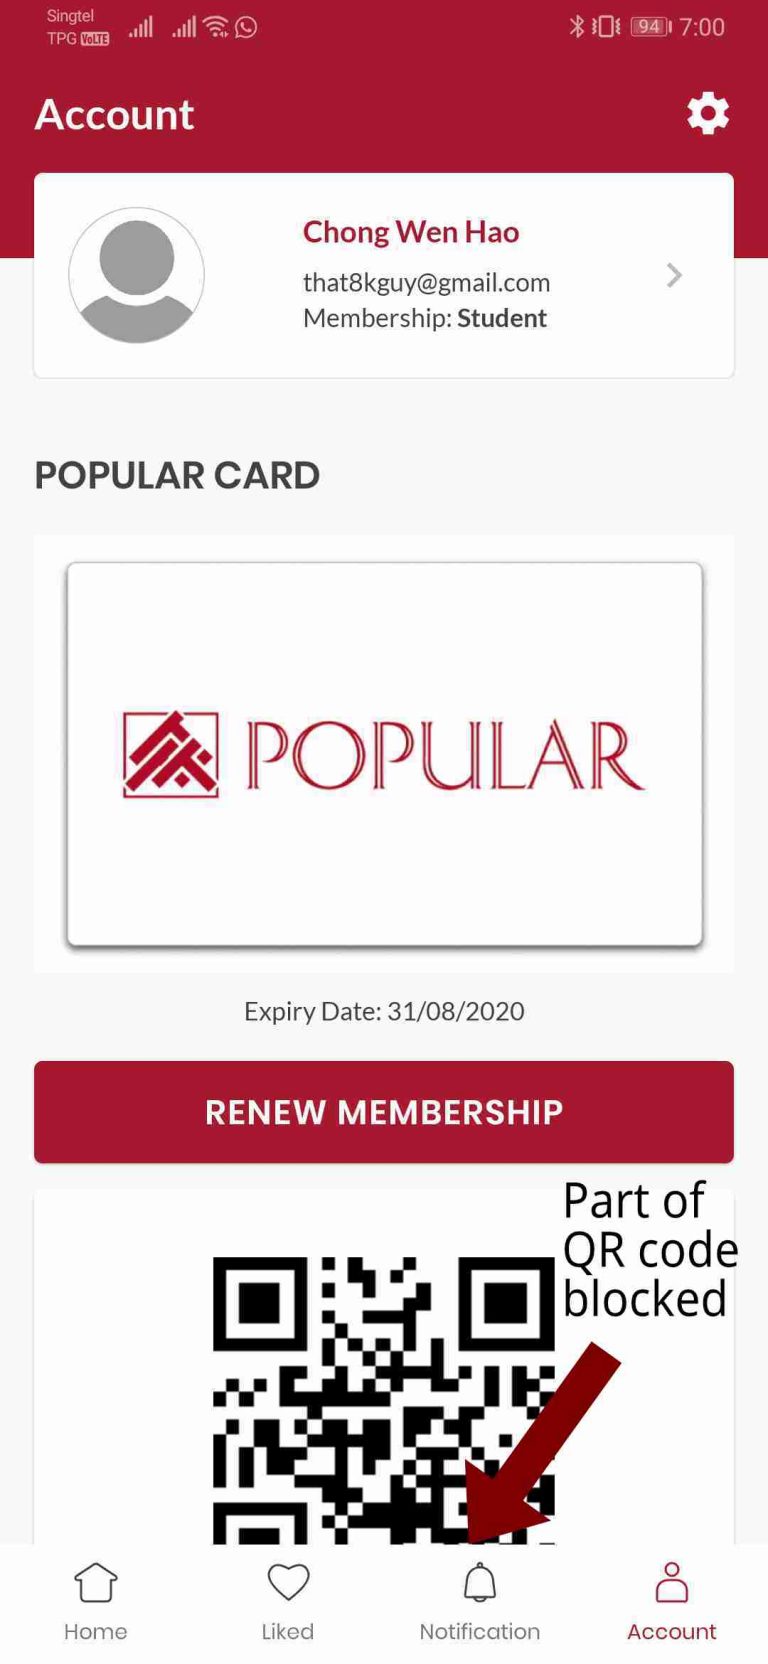 Singtel
TPG VoLTE
94 7:00
Account
Chong Wen Hao
that8kguy@gmail.com
Membership: Student
POPULAR CARD
POPULAR
Expiry Date: 31/08/2020
RENEW MEMBERSHIP
Part of
QR code
blocked
Home
Liked
Notification
Account